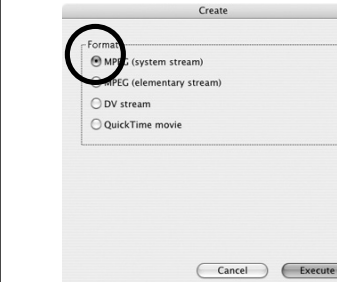 Create
Format
MPEG (system stream)
MPEG (elementary stream)
DV stream
QuickTime movie
Cancel
Execute